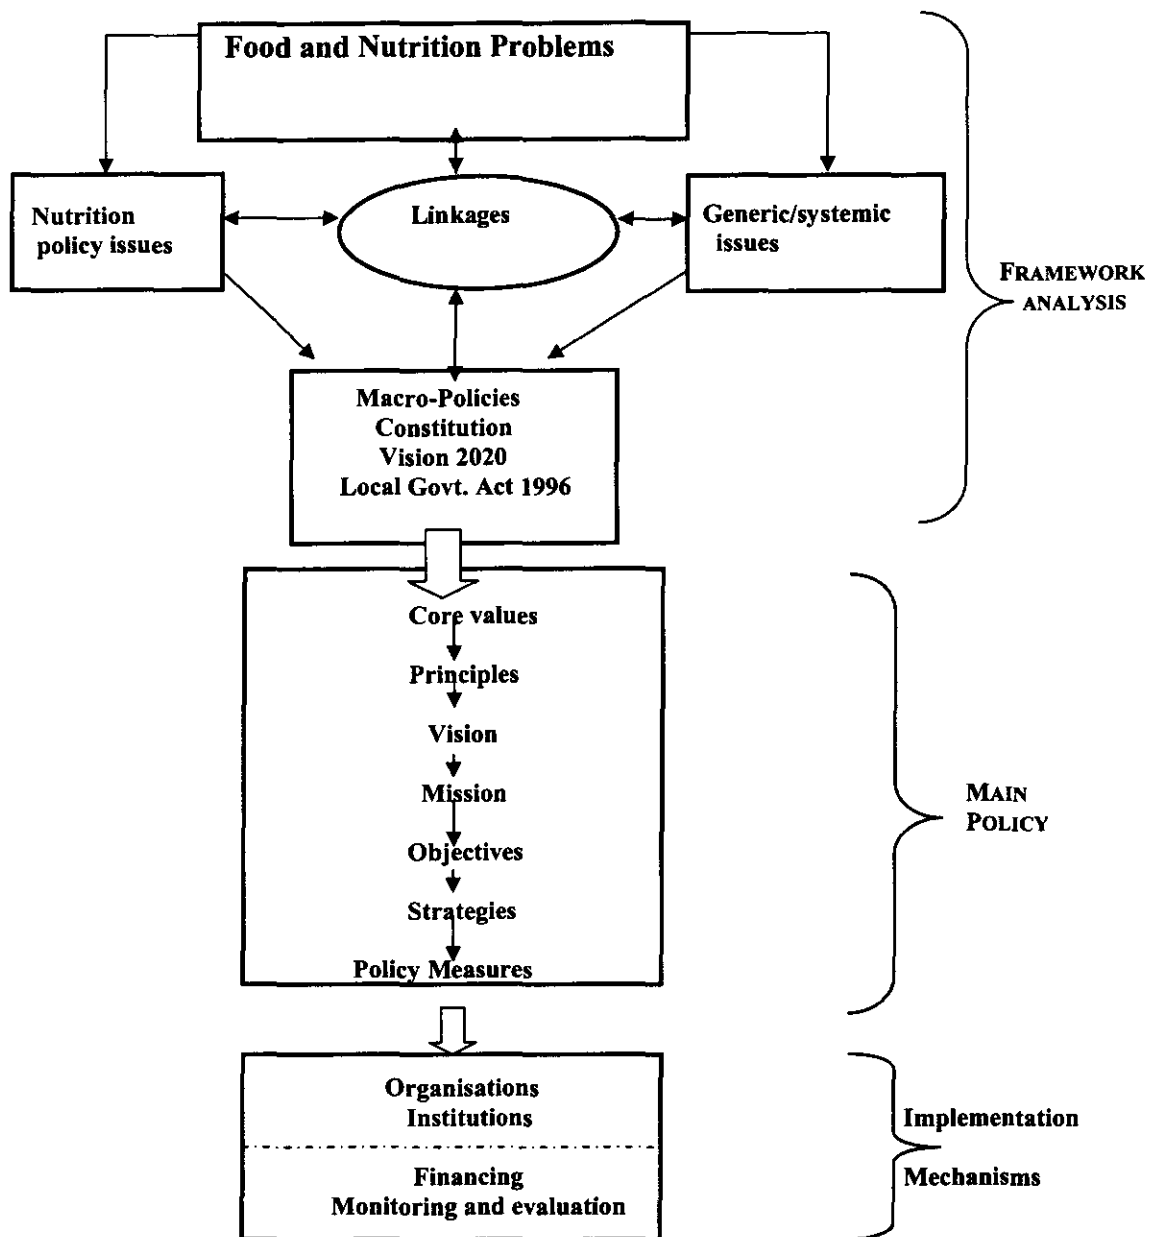 Food and Nutrition Problems
Nutrition
policy issues
Linkages
Generic/systemic
issues
FRAMEWORK
ANALYSIS
Macro-Policies
Constitution
Vision 2020
Local Govt. Act 1996
Core values
Principles
Vision
Mission
Objectives
Strategies
Policy Measures
MAIN
POLICY
Organisations
Institutions
Financing
Monitoring and evaluation
Implementation
Mechanisms